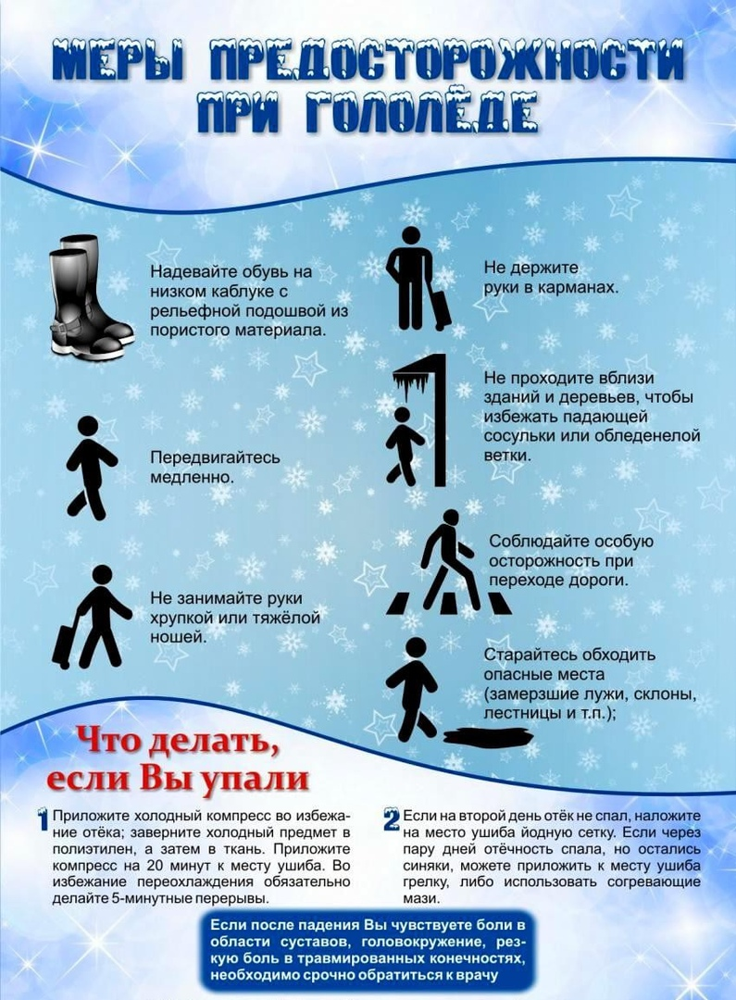 МЕРЫ ПРЕДОСТОРОЖНОСТИ
ПРИ ГОЛОЛЁДЕ
Надевайте обувь на
низком каблуке с
рельефной подошвой из
пористого материала.
Передвигайтесь
медленно.
Не занимайте руки
хрупкой или тяжёлой
ношей.
Не держите
руки в карманах.
Не проходите вблизи
зданий и деревьев, чтобы
избежать падающей
сосульки или обледенелой
ветки.
Соблюдайте особую
осторожность при
переходе дороги.
Старайтесь обходить
опасные места
(замерзшие лужи, склоны,
лестницы и т.п.);
Что делать,
если Вы упали
1 Приложите холодный компресс во избежа-
ние отёка; заверните холодный предмет в
полиэтилен, а затем в ткань. Приложите
компресс на 20 минут к месту ушиба. Во
избежание переохлаждения обязательно
делайте 5-минутные перерывы.
2 Если на второй день отёк не спал, наложите
на место ушиба йодную сетку. Если через
пару дней отёчность спала, но остались
синяки, можете приложить к месту ушиба
грелку, либо использовать согревающие
мази.
Если после падения Вы чувствуете боли в
области суставов, головокружение, рез-
кую боль в травмированных конечностях,
необходимо срочно обратиться к врачу